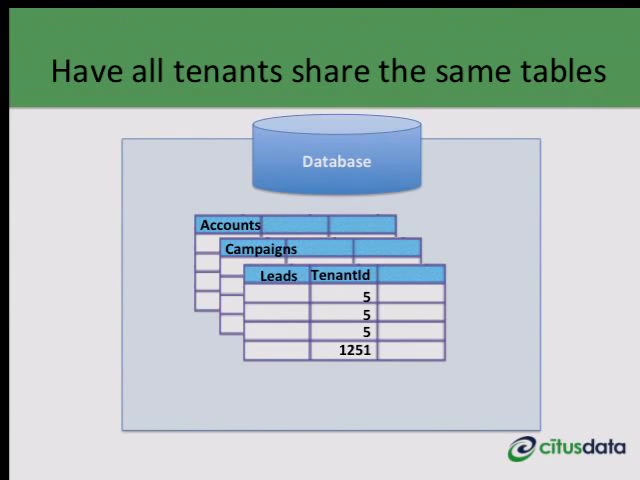 Have all tenants share the same tables
Database
Accounts
Campaigns
Leads TenantId
5
5
5
1251
citusdata